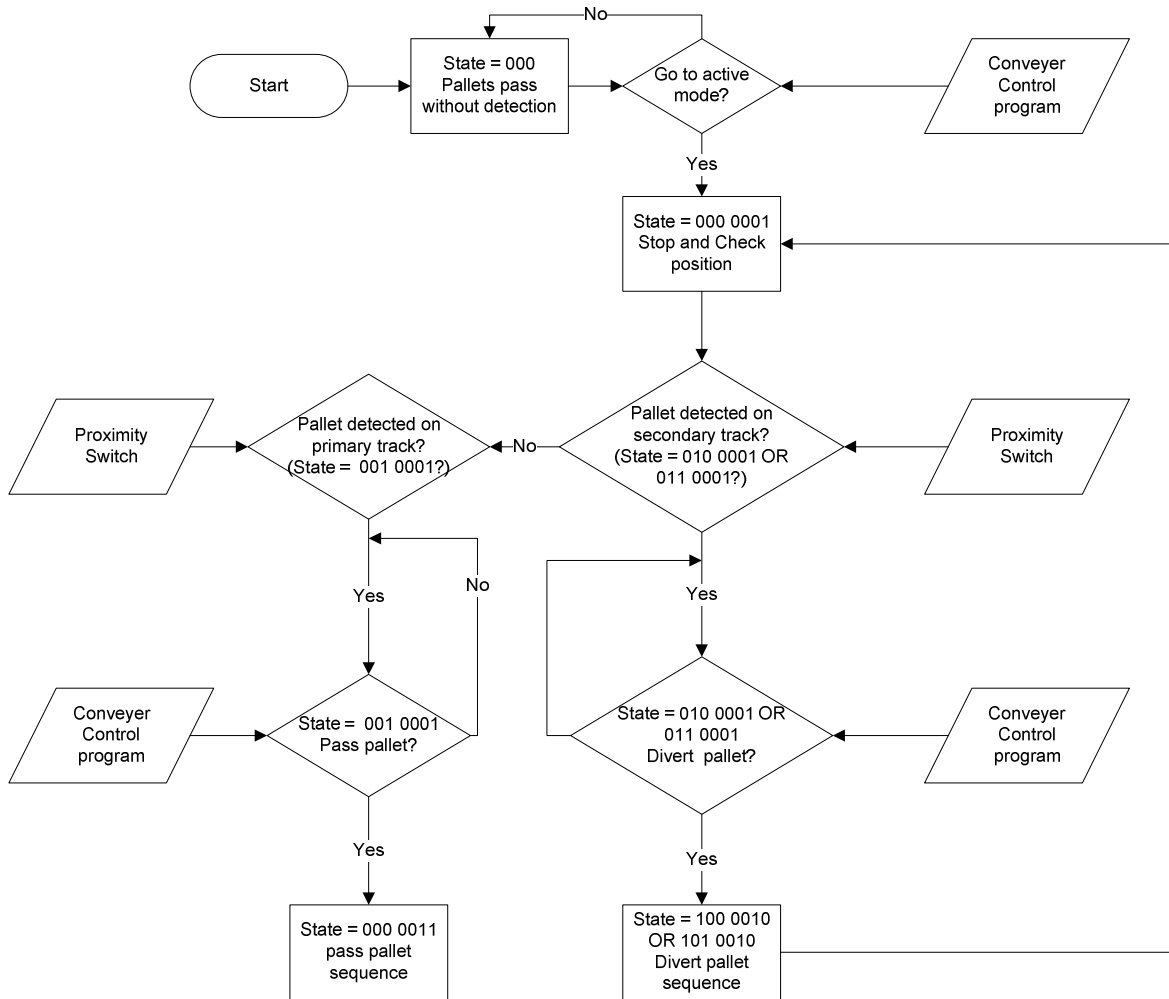 No
Start
State = 000
Pallets pass
without detection
Go to active
mode?
Conveyer
Control
program
Yes
State = 000 0001
Stop and Check
position
Proximity
Switch
Pallet detected on
primary track?
(State =  001 0001?)
No
Pallet detected on
secondary track?
(State = 010 0001 OR
011 0001?)
Proximity
Switch
No
Yes
Yes
Conveyer
Control
program
State =  001 0001
Pass pallet?
State = 010 0001 OR
011 0001
Divert  pallet?
Conveyer
Control
program
Yes
Yes
State = 000 0011
pass pallet
sequence
State = 100 0010
OR 101 0010
Divert pallet
sequence